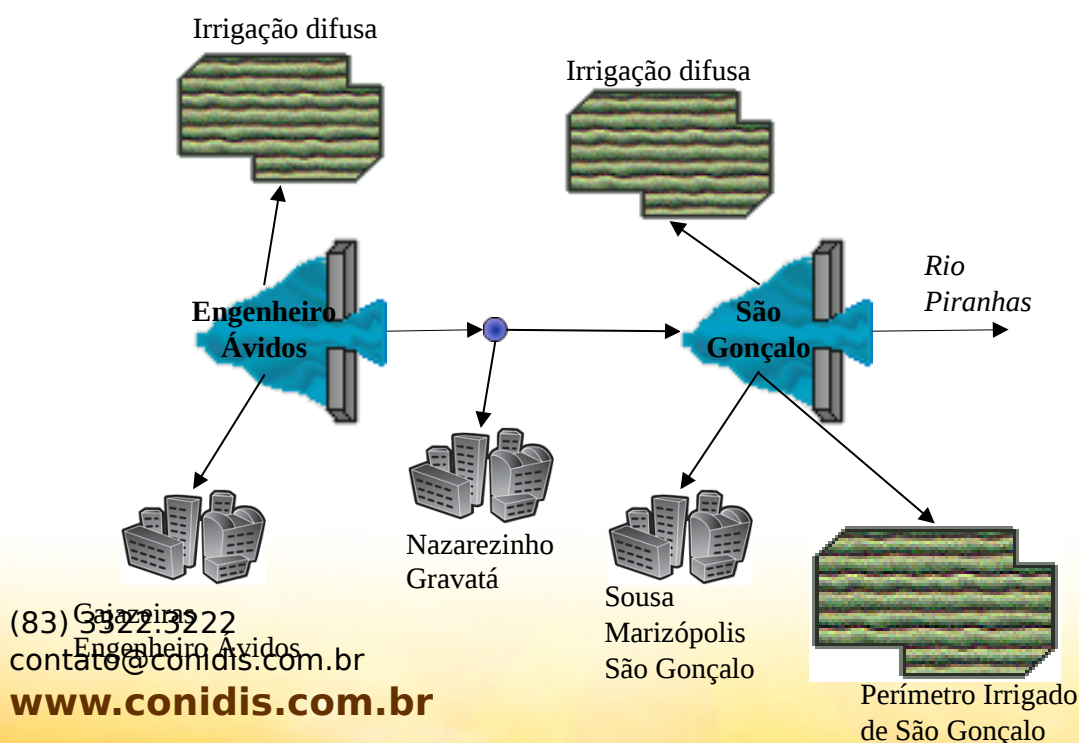 Irrigação difusa
Irrigação difusa
Rio
Piranhas
Engenheiro
Ávidos
São
Gonçalo
Nazarezinho
Gravatá
Sousa
Marizópolis
São Gonçalo
Cajazeiras
Engenheiro Ávidos
Perímetro Irrigado
de São Gonçalo
(83) 3322.3222
contato@conidis.com.br
www.conidis.com.br